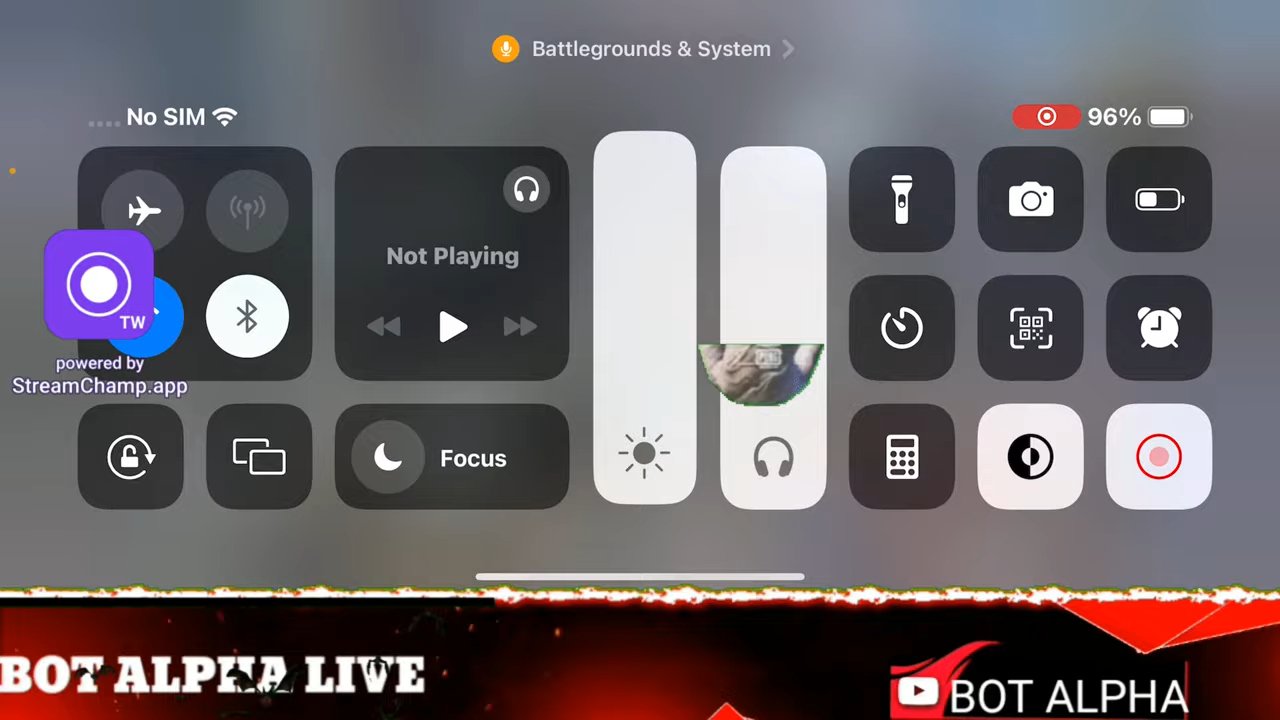 Battlegrounds & System
No SIM
96%
Not Playing
TW
powered by
StreamChamp.app
Focus
BOT ALPHA LIVE
BOT ALPHA